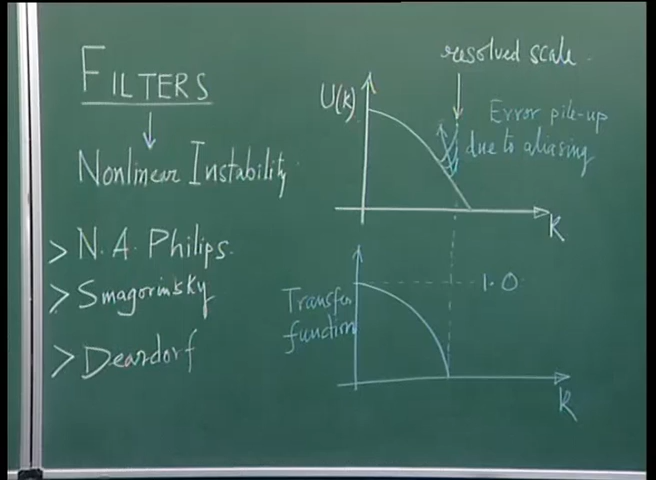 FILTERS
Nonlinear Instability
> N.A. Philips.
> Smagorinsky
> Deardorf
resolved scale.
U(k)
Error pile-up
due to aliasing
K
Transfer
function
1.0
K